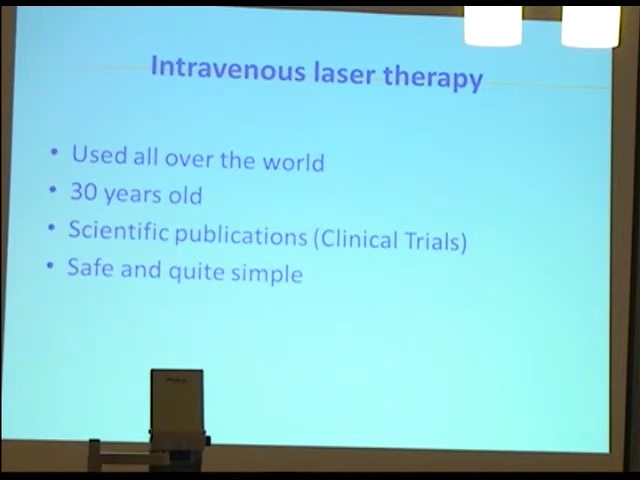 Intravenous laser therapy
• Used all over the world
• 30 years old
• Scientific publications (Clinical Trials)
• Safe and quite simple